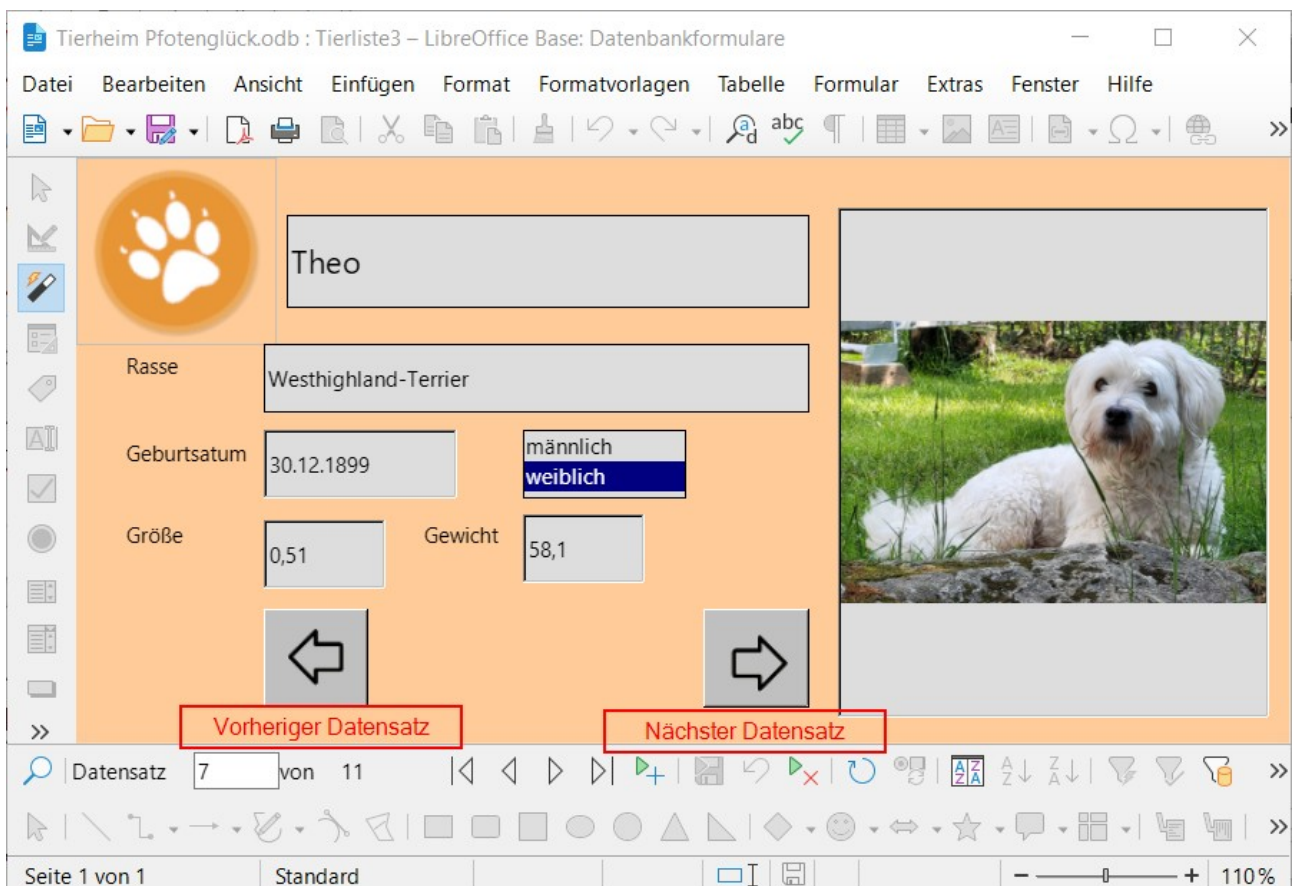 Tierheim Pfotenglück.odb : Tierliste3 – LibreOffice Base: Datenbankformulare
Datei Bearbeiten Ansicht Einfügen Format Formatvorlagen Tabelle Formular Extras Fenster Hilfe
Theo
Rasse
Westhighland-Terrier
Geburtsatum
30.12.1899
männlich
weiblich
Größe
0,51
Gewicht
58,1
Vorheriger Datensatz
Nächster Datensatz
Datensatz 7 von 11
Seite 1 von 1 Standard 110%